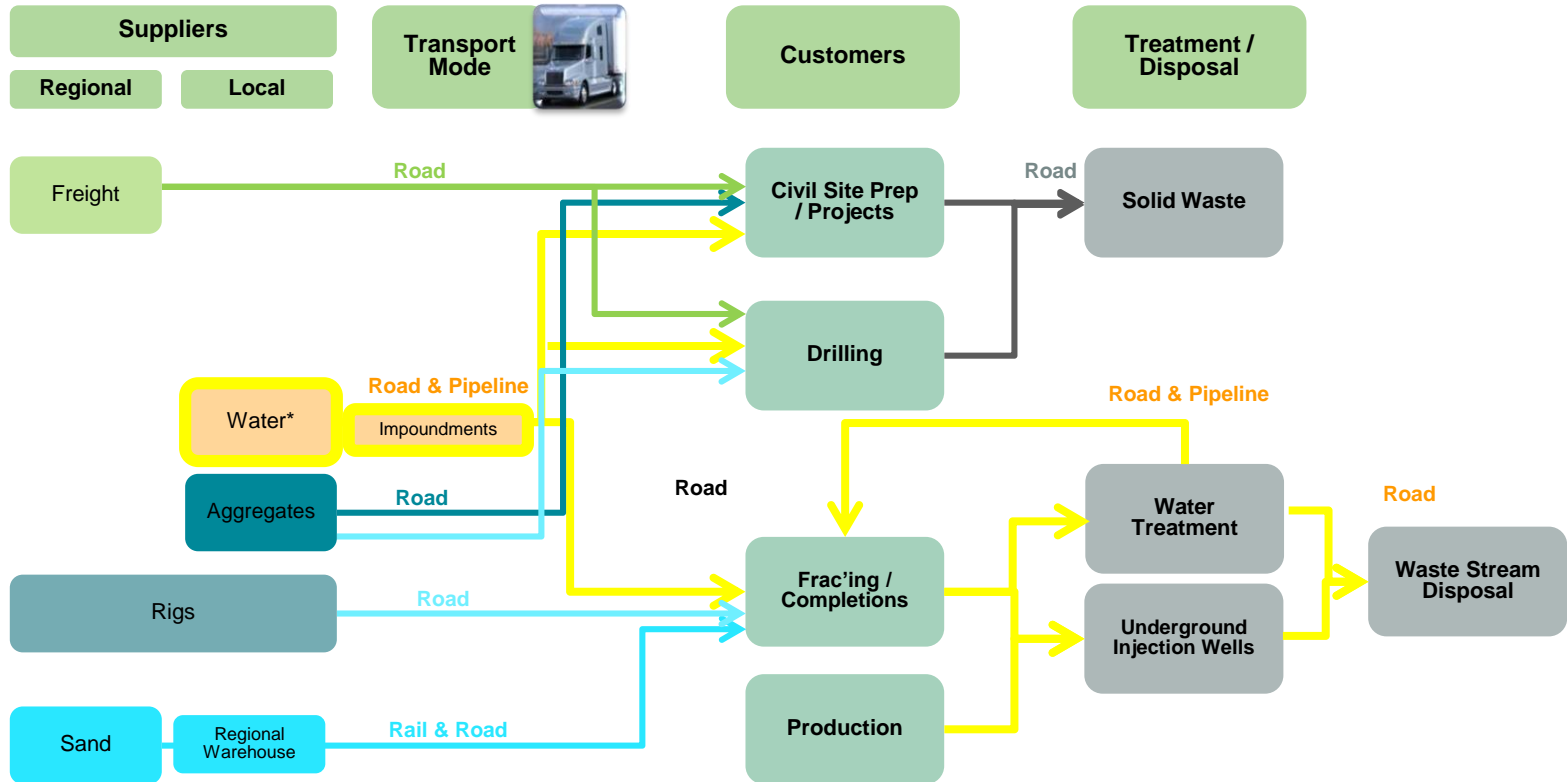 Suppliers
Regional
Local
Transport
Mode
Customers
Treatment /
Disposal
Freight
Road
Civil Site Prep
/ Projects
Road
Solid Waste
Drilling
Water*
Road & Pipeline
Impoundments
Road & Pipeline
Aggregates
Road
Road
Water
Treatment
Road
Rigs
Road
Frac’ing /
Completions
Underground
Injection Wells
Waste Stream
Disposal
Sand
Regional
Warehouse
Rail & Road
Production